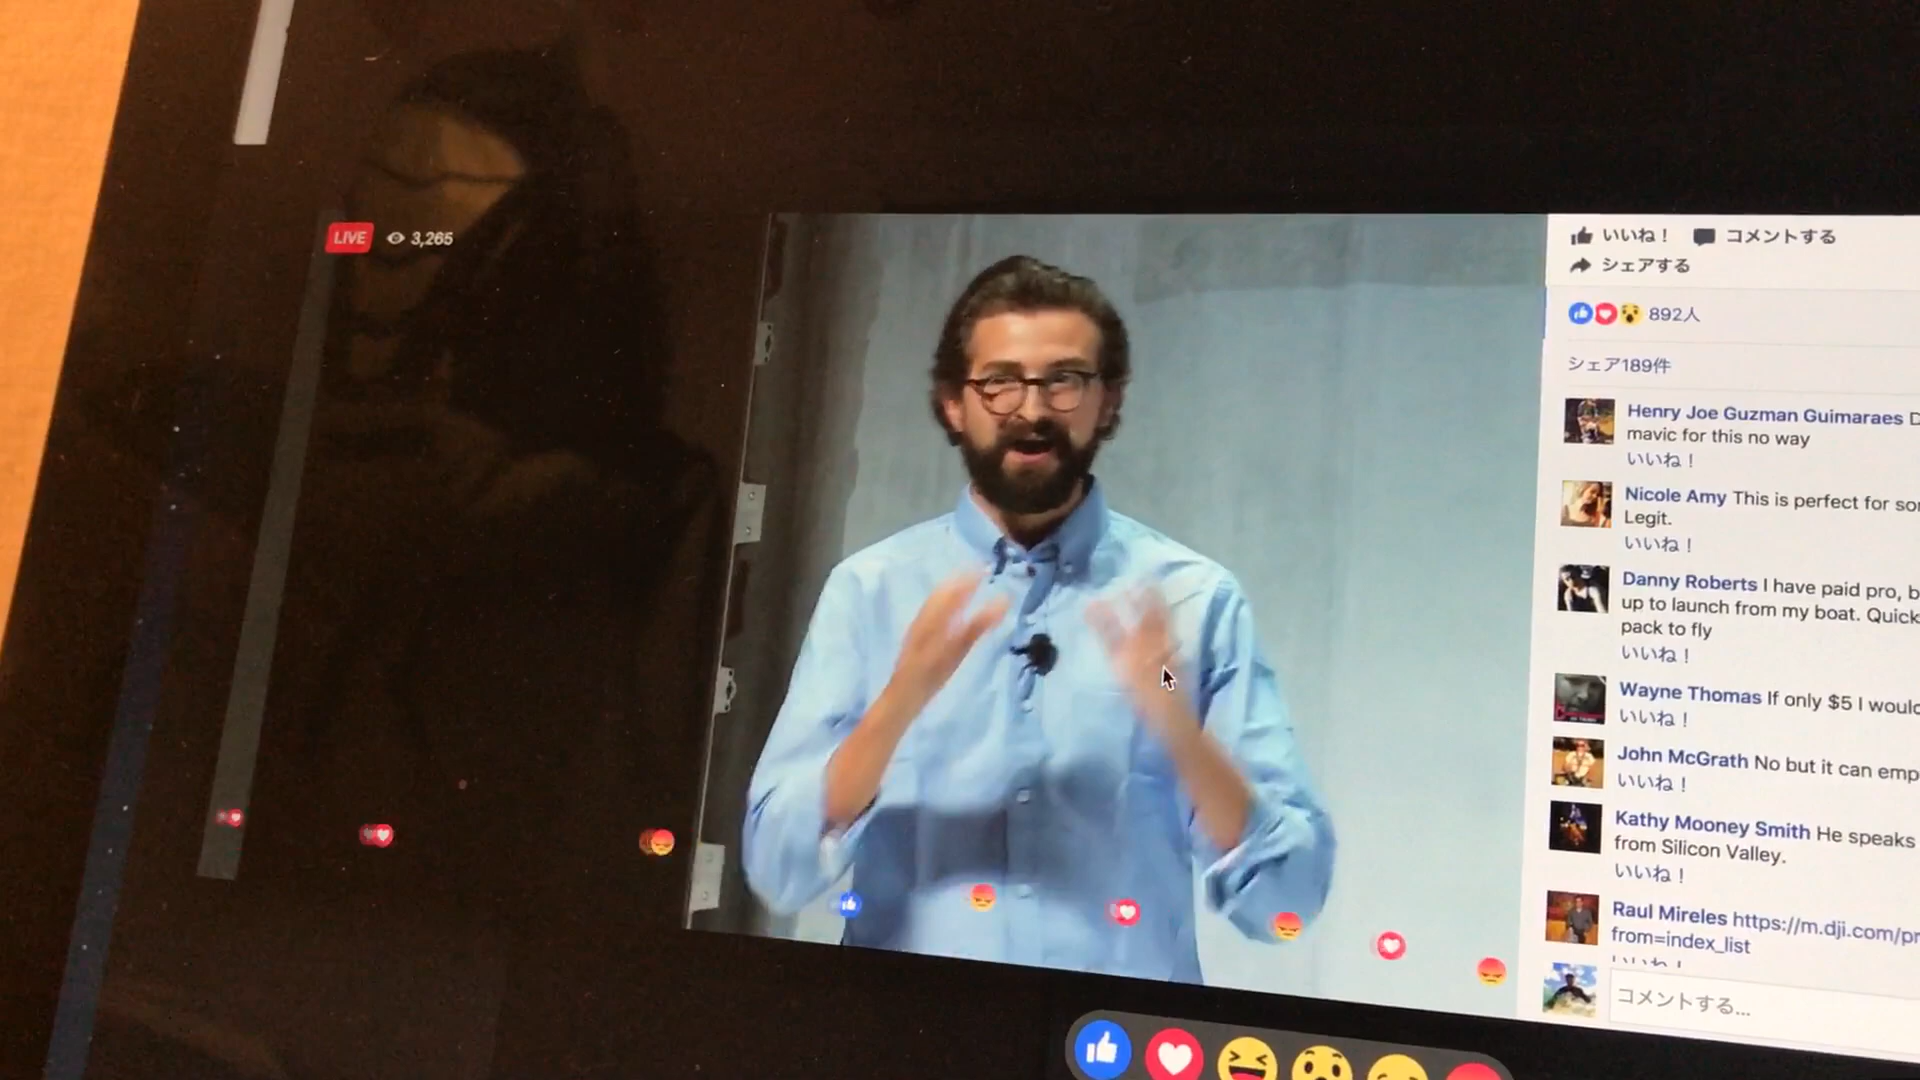 LIVE 3,265
いいね！ コメントする
シェアする
892人
シェア189件
Henry Joe Guzman Guimaraes D
mavic for this no way
いいね！
Nicole Amy This is perfect for
Legit.
いいね！
Danny Roberts I have paid pro, b
up to launch from my boat. Quick
pack to fly
いいね！
Wayne Thomas If only $5 I would
いいね！
John McGrath No but it can emp
いいね！
Kathy Mooney Smith He speaks
from Silicon Valley.
いいね！
Raul Mireles https://m.dji.com/pr
from=index_list
コメントする...